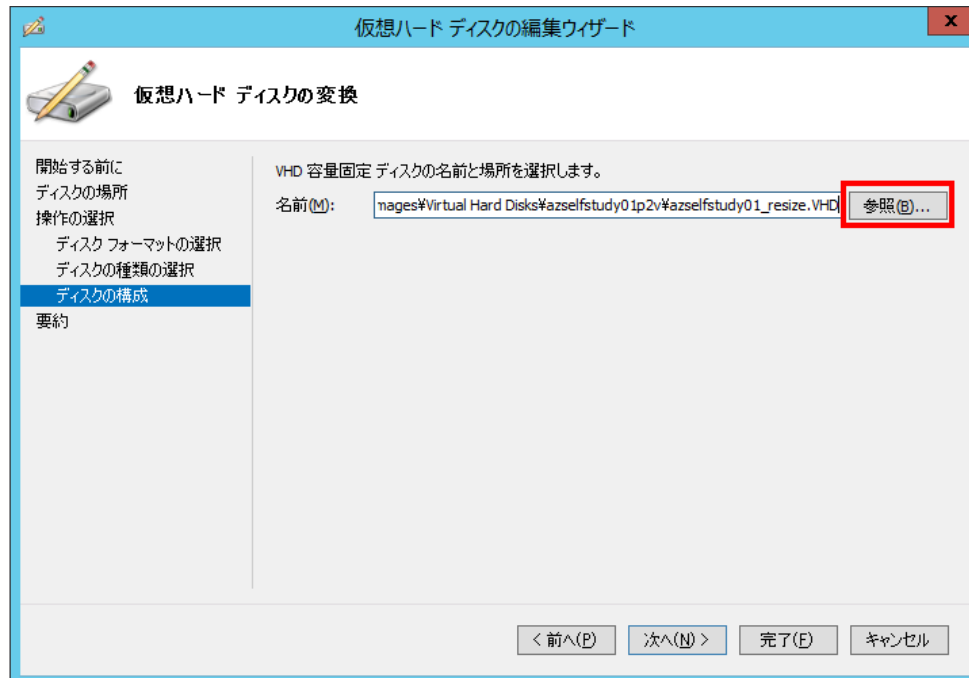 仮想ハード ディスクの編集ウィザード
x
仮想ハード ディスクの変換
開始する前に
ディスクの場所
操作の選択
ディスク フォーマットの選択
ディスクの種類の選択
ディスクの構成
要約
VHD 容量固定 ディスクの名前と場所を選択します。
名前(M): mages¥Virtual Hard Disks¥azselfstudy01p2v¥azselfstudy01_resize.VHD 参照(B)...
< 前へ(P) 次へ(N) > 完了(F) キャンセル